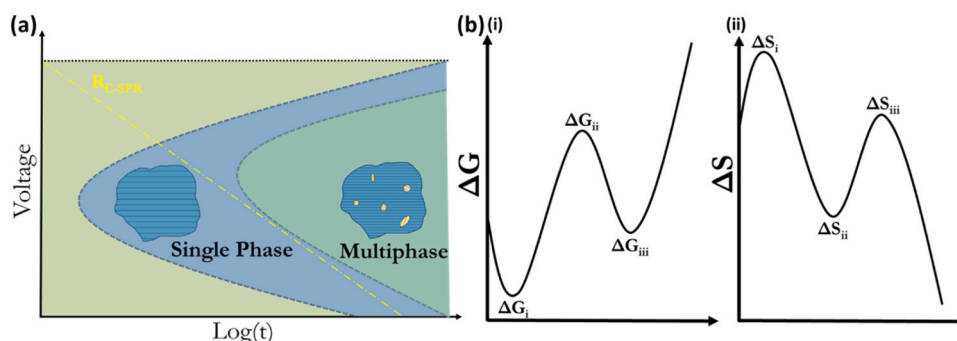 (a)
Voltage
R_C-SPR
Single Phase
Multiphase
Log(t)
(b)(i)
ΔG
ΔG_i
ΔG_ii
ΔG_iii
(ii)
ΔS
ΔS_i
ΔS_ii
ΔS_iii